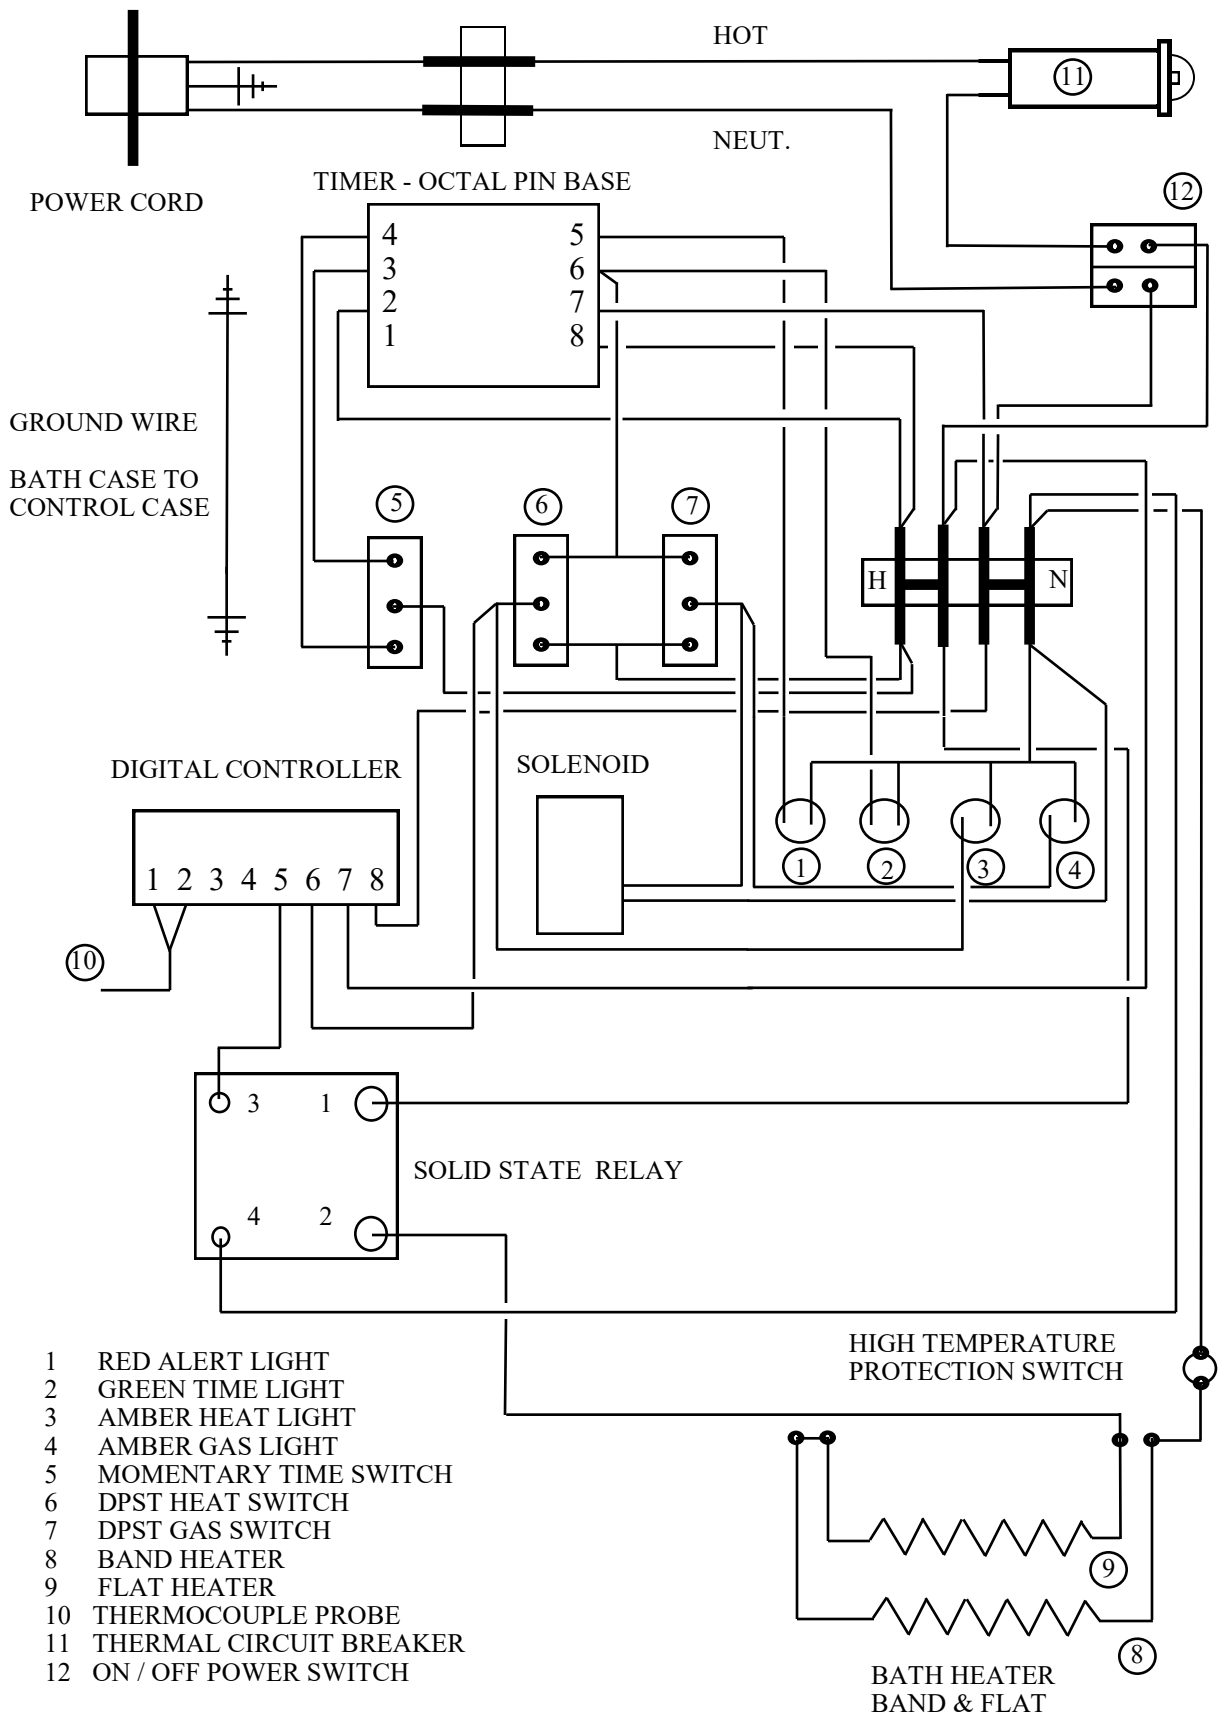 HOT
11
NEUT.
POWER CORD
TIMER - OCTAL PIN BASE
12
4 5
3 6
2 7
1 8
GROUND WIRE
BATH CASE TO
CONTROL CASE
5 6 7
H N
DIGITAL CONTROLLER
SOLENOID
1 2 3 4
1 2 3 4 5 6 7 8
10
3 1
SOLID STATE RELAY
4 2
HIGH TEMPERATURE
PROTECTION SWITCH
9
8
BATH HEATER
BAND & FLAT
1 RED ALERT LIGHT
2 GREEN TIME LIGHT
3 AMBER HEAT LIGHT
4 AMBER GAS LIGHT
5 MOMENTARY TIME SWITCH
6 DPST HEAT SWITCH
7 DPST GAS SWITCH
8 BAND HEATER
9 FLAT HEATER
10 THERMOCOUPLE PROBE
11 THERMAL CIRCUIT BREAKER
12 ON / OFF POWER SWITCH